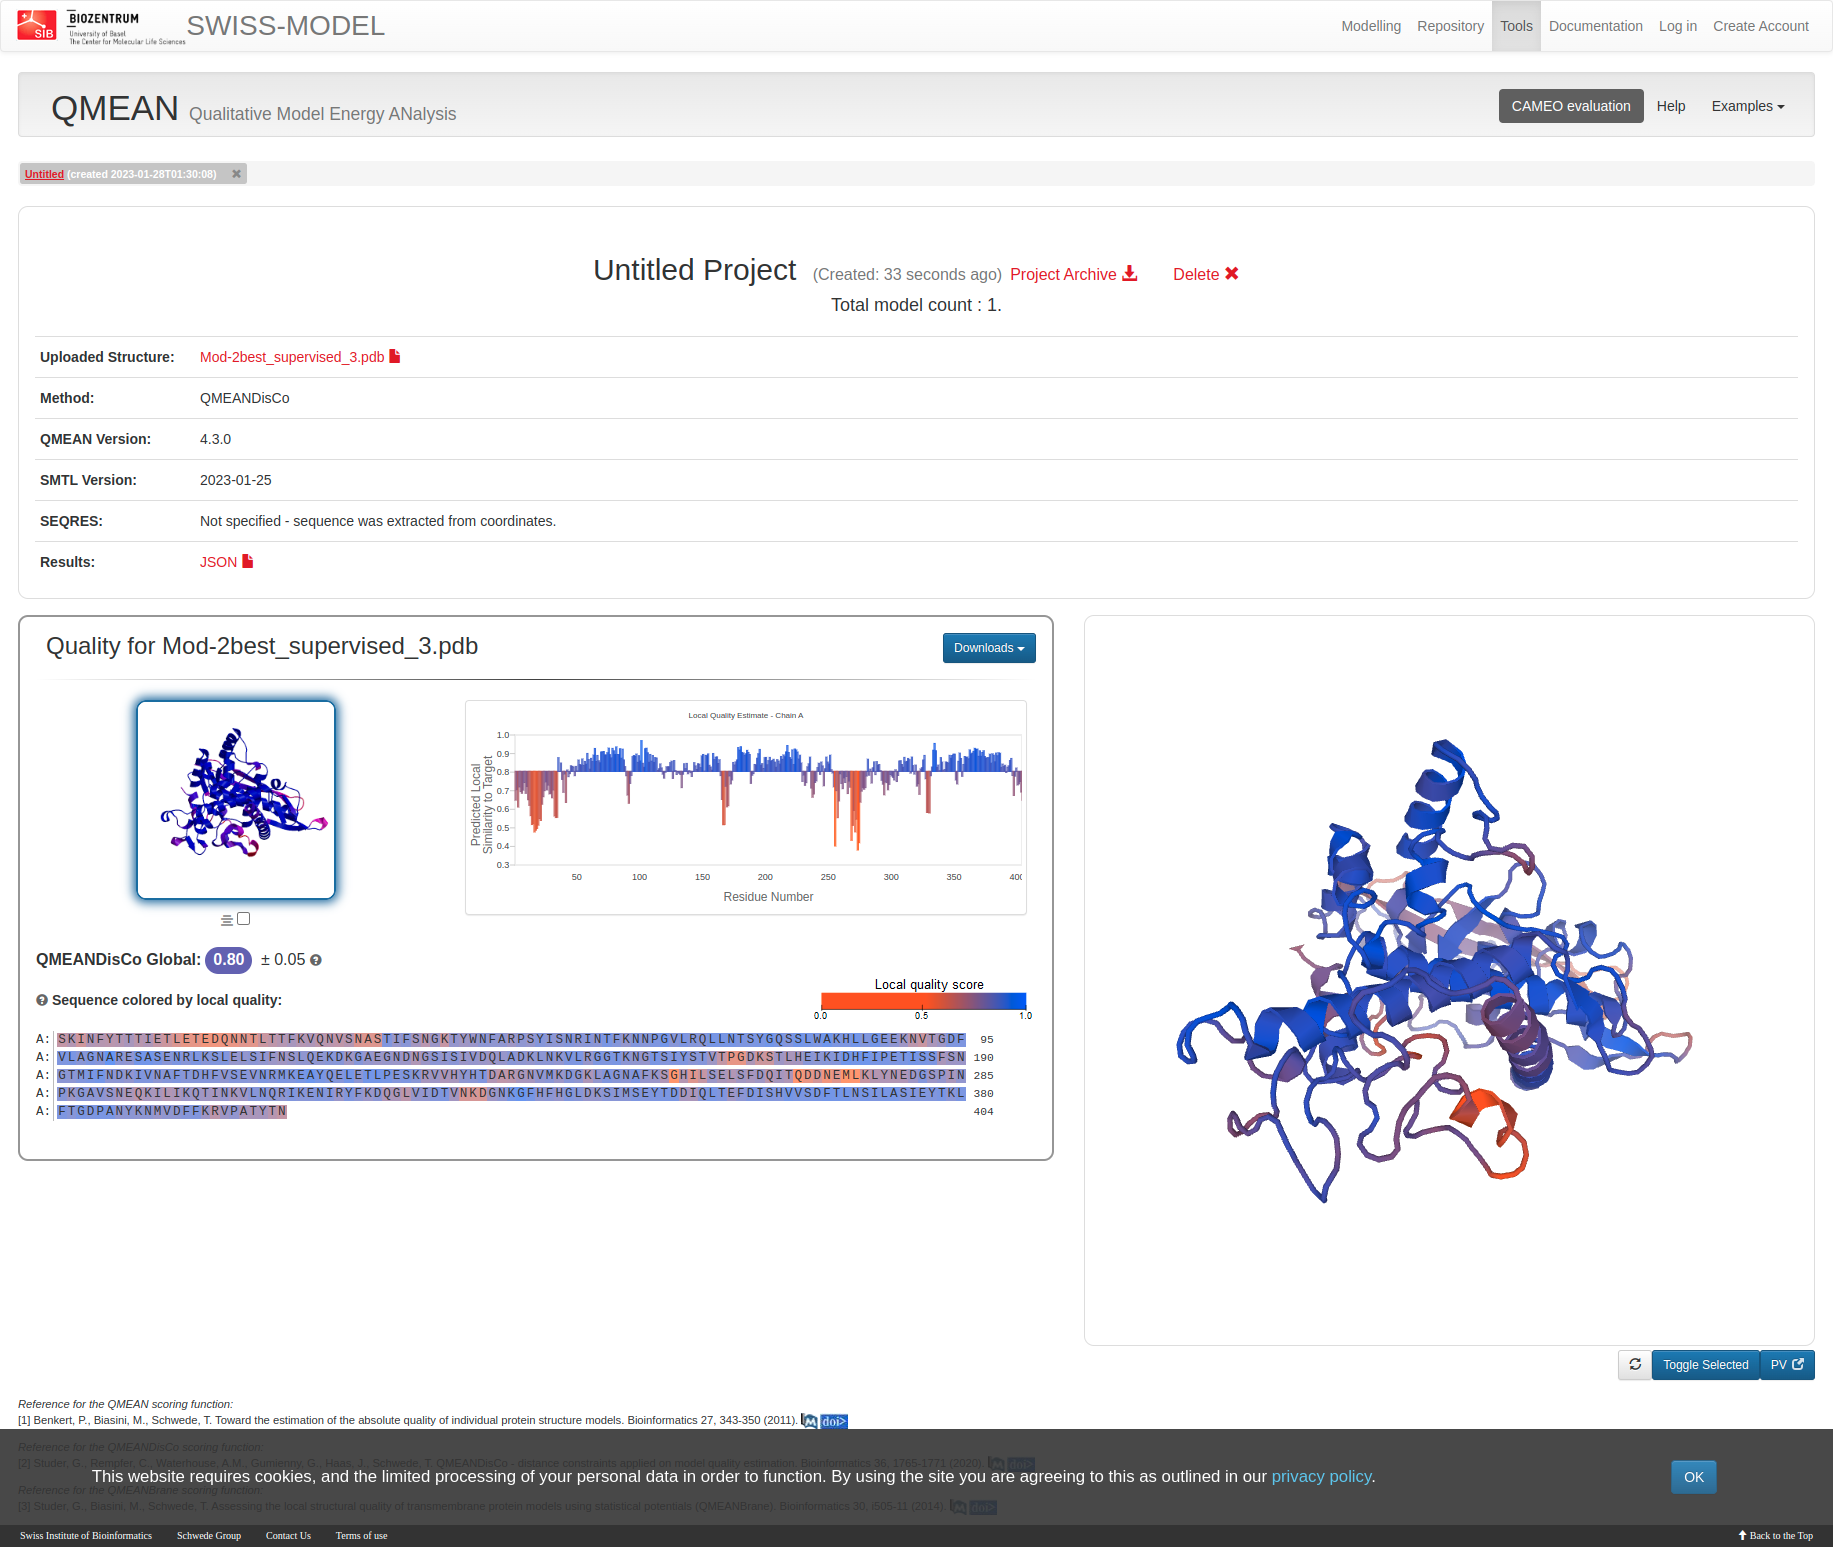 SIB
BIOZENTRUM
University of Basel
The Center for Molecular Life Sciences
SWISS-MODEL
Modelling Repository Tools Documentation Log in Create Account
QMEAN Qualitative Model Energy ANalysis
CAMEO evaluation Help Examples
Untitled (created 2023-01-28T01:30:08)
Untitled Project (Created: 33 seconds ago) Project Archive Delete
Total model count : 1.
Uploaded Structure: Mod-2best_supervised_3.pdb
Method: QMEANDisCo
QMEAN Version: 4.3.0
SMTL Version: 2023-01-25
SEQRES: Not specified - sequence was extracted from coordinates.
Results: JSON
Quality for Mod-2best_supervised_3.pdb
Downloads
Local Quality Estimate - Chain A
Predicted Local
Similarity to Target
1.0
0.9
0.8
0.7
0.6
0.5
0.4
0.3
50 100 150 200 250 300 350 400
Residue Number
QMEANDisCo Global: 0.80 ± 0.05
Sequence colored by local quality:
Local quality score
0.0 0.5 1.0
A: SKINFYTTTIETLETEDQNNTLTTFKVQNVSNASTIFSNGKTYWNFARPSYISNRINTFKNNPGVLRQLLNTSYGQSSLWAKHLLGEEKNVTGDF 95
A: VLAGNARESASENRLKSLELSIFNSLQEKDKGAEGNDNGSISIVDQLADKLNKVLRGGTKNGTSIYSTVTPGDKSTLHEIKIDHFIPETISSFSN 190
A: GTMIFNDKIVNAFTDHFVSEVNRMKEAYQELETLPESKRVVHYHTDARGNVMKDGKLAGNAFKSGHILSELSFDQITQDDNEMLKLYNEDGSPIN 285
A: PKGAVSNEQKILIKQTINKVLNQRIKENIRYFKDQGLVIDTVNKDGNKGFHFHGLDKSIMSEYTDDIQLTEFDISHVVSDFTLNSILASIEYTKL 380
A: FTGDPANYKNMVDFFKRVPATYTN 404
Toggle Selected PV
Reference for the QMEAN scoring function:
[1] Benkert, P., Biasini, M., Schwede, T. Toward the estimation of the absolute quality of individual protein structure models. Bioinformatics 27, 343-350 (2011). doi>
Reference for the QMEANDisCo scoring function:
[2] Studer, G., Rempfer, C., Waterhouse, A.M., Gumienny, G., Haas, J., Schwede, T. QMEANDisCo - distance constraints applied on model quality estimation. Bioinformatics 36, 1765-1771 (2020). doi>
This website requires cookies, and the limited processing of your personal data in order to function. By using the site you are agreeing to this as outlined in our privacy policy. OK
Reference for the QMEANBrane scoring function:
[3] Studer, G., Biasini, M., Schwede, T. Assessing the local structural quality of transmembrane protein models using statistical potentials (QMEANBrane). Bioinformatics 30, i505-11 (2014). doi>
Swiss Institute of Bioinformatics Schwede Group Contact Us Terms of use Back to the Top